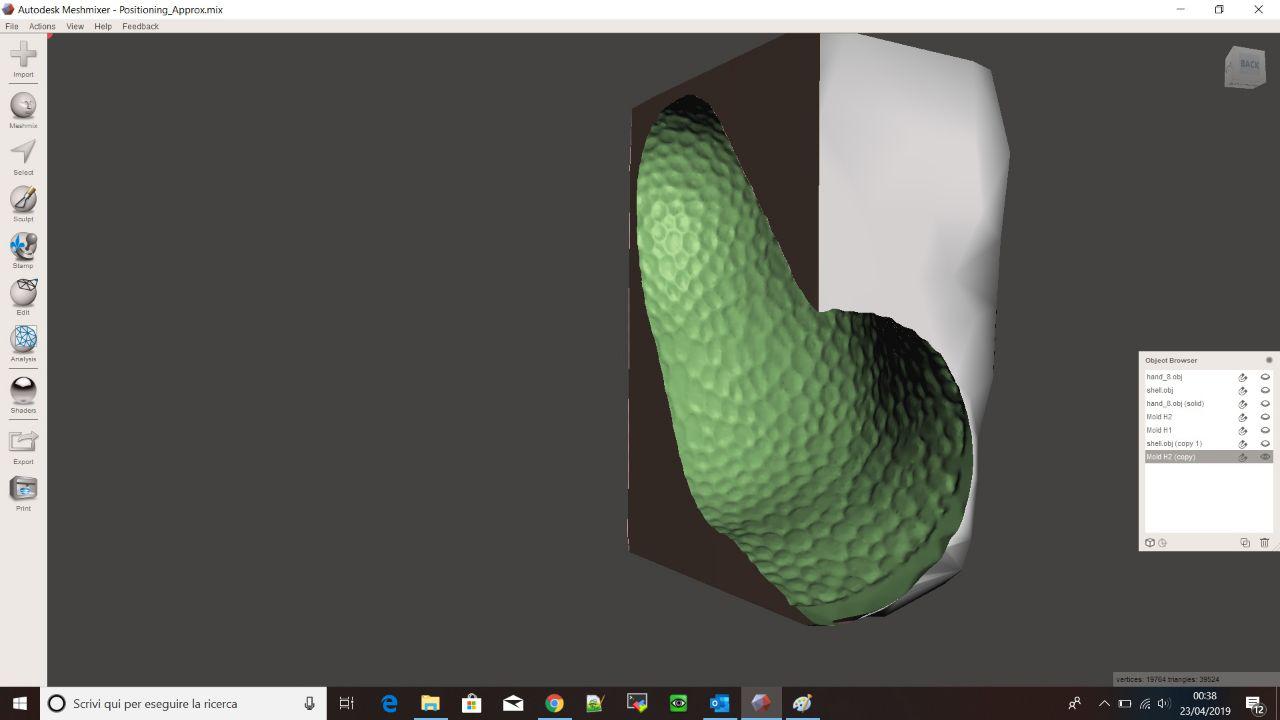 Autodesk Meshmixer - Positioning_Approx.mix
File Actions View Help Feedback
Import
Meshmix
Select
Sculpt
Stamp
Edit
Analysis
Shaders
Export
Print
BACK
Object Browser
hand_8.obj
shell.obj
hand_8.obj (solid)
Mold H2
Mold H1
shell.obj (copy 1)
Mold H2 (copy)
vertices: 19764 triangles: 39524
Scrivi qui per eseguire la ricerca
00:38
23/04/2019
12